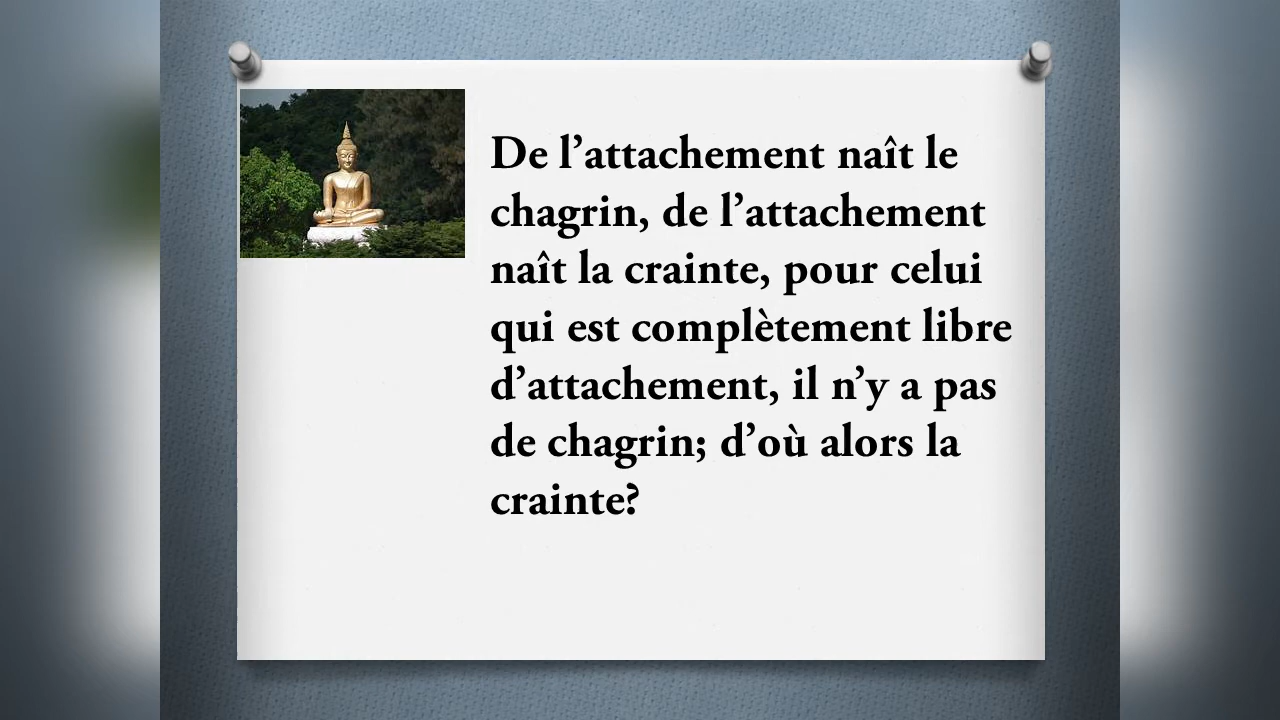 De l’attachement naît le
chagrin, de l’attachement
naît la crainte, pour celui
qui est complètement libre
d’attachement, il n’y a pas
de chagrin; d’où alors la
crainte?